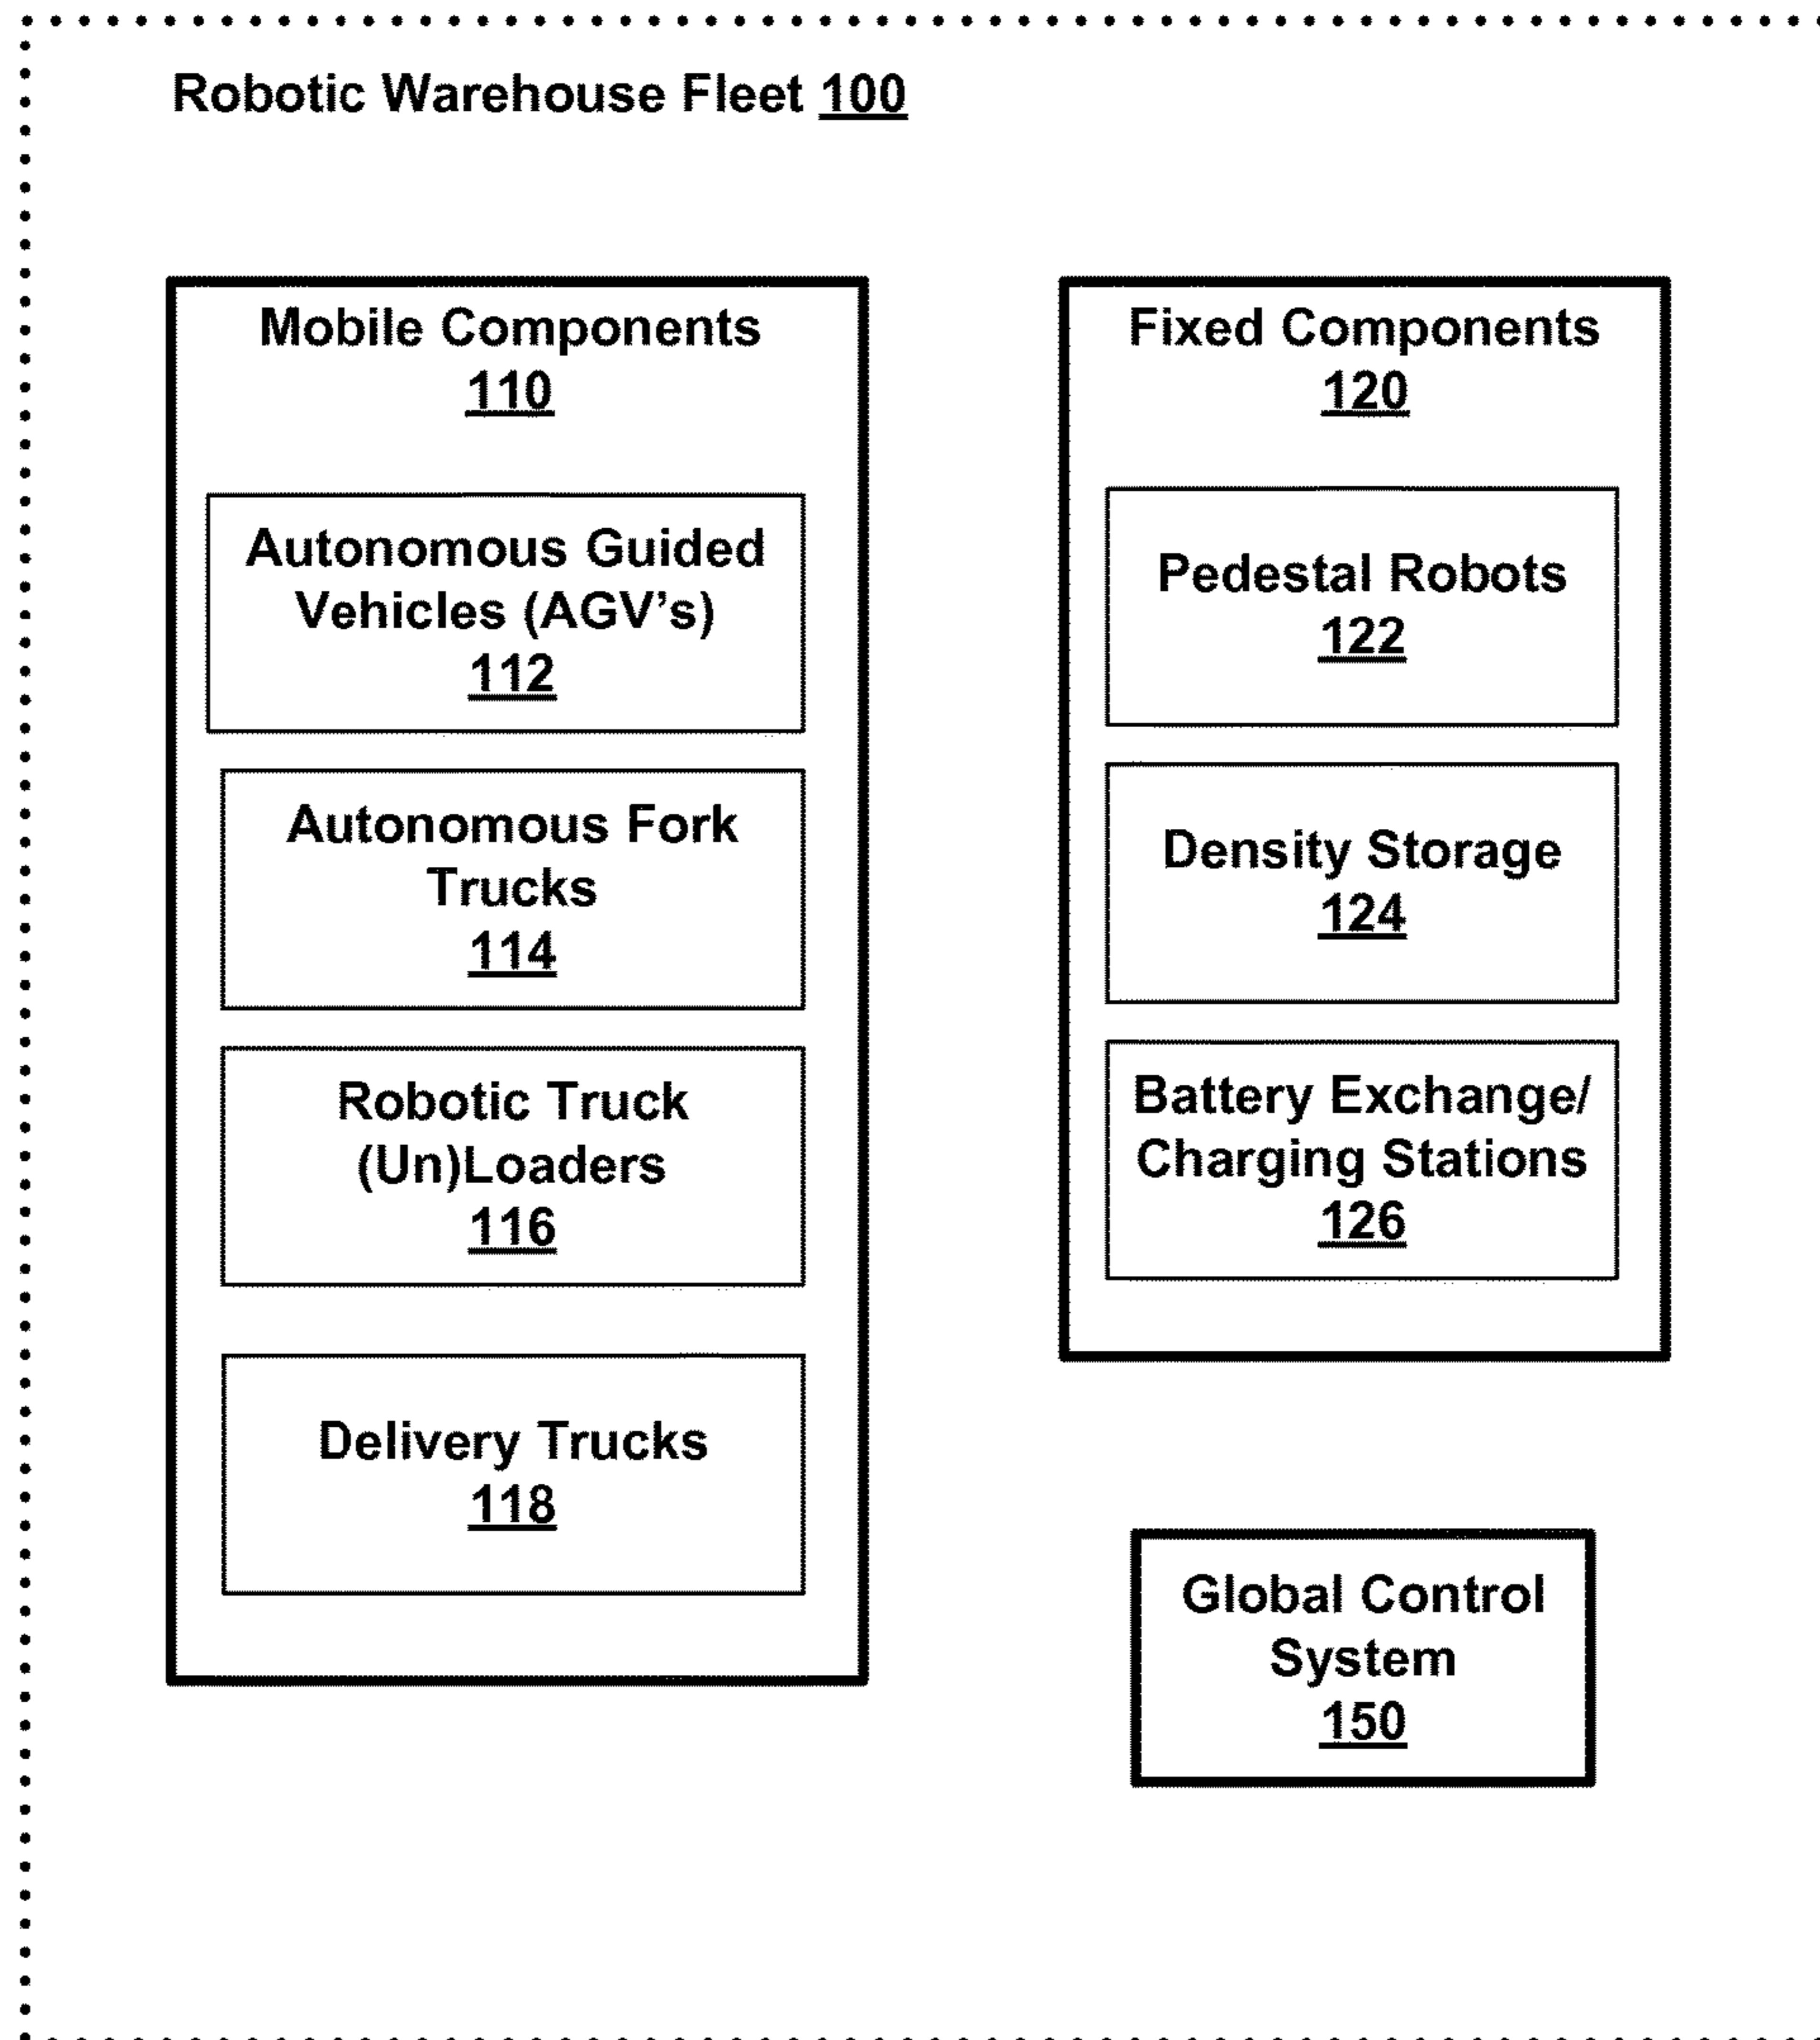 Robotic Warehouse Fleet 100
Mobile Components
110
Autonomous Guided
Vehicles (AGV’s)
112
Autonomous Fork
Trucks
114
Robotic Truck
(Un)Loaders
116
Delivery Trucks
118
Fixed Components
120
Pedestal Robots
122
Density Storage
124
Battery Exchange/
Charging Stations
126
Global Control
System
150